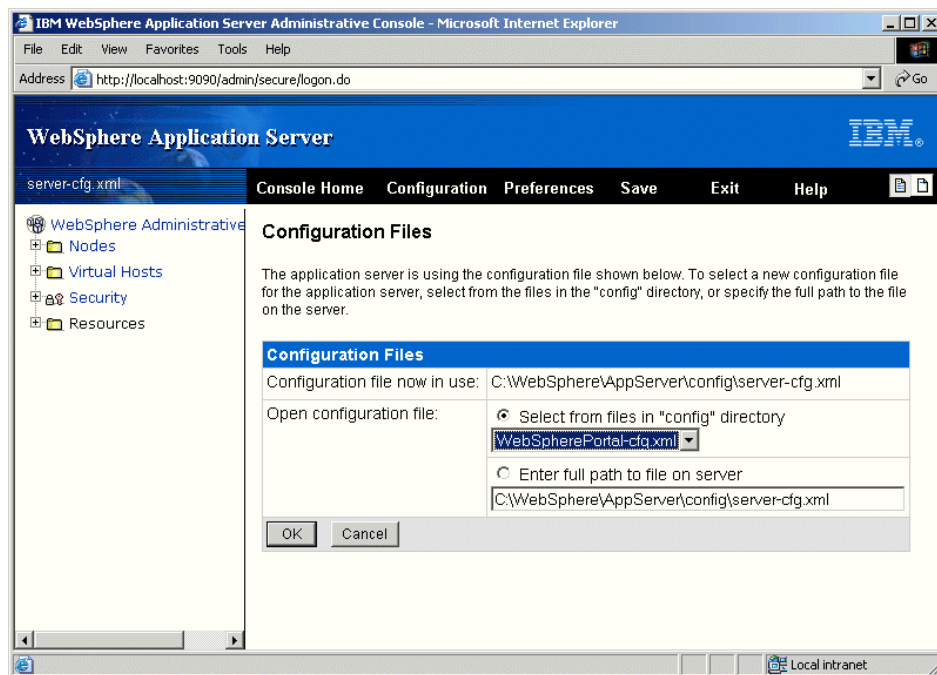 IBM WebSphere Application Server Administrative Console - Microsoft Internet Explorer
File Edit View Favorites Tools Help
Address http://localhost:9090/admin/secure/logon.do Go
WebSphere Application Server
IBM®
server-cfg.xml
Console Home Configuration Preferences Save Exit Help
WebSphere Administrative
Nodes
Virtual Hosts
Security
Resources
Configuration Files
The application server is using the configuration file shown below. To select a new configuration file
for the application server, select from the files in the "config" directory, or specify the full path to the file
on the server.
Configuration Files
Configuration file now in use: C:\WebSphere\AppServer\config\server-cfg.xml
Open configuration file:
Select from files in "config" directory
WebSpherePortal-cfg.xml
Enter full path to file on server
C:\WebSphere\AppServer\config\server-cfg.xml
OK Cancel
Local intranet